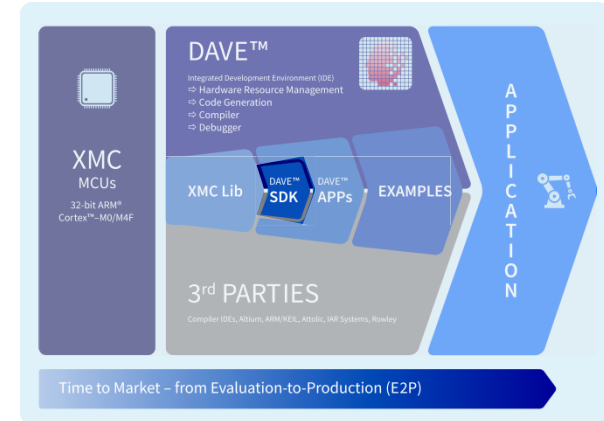 XMC
MCUs
32-bit ARM®
Cortex™–M0/M4F
DAVE™
Integrated Development Environment (IDE)
⇨ Hardware Resource Management
⇨ Code Generation
⇨ Compiler
⇨ Debugger
XMC Lib
DAVE™
SDK
DAVE™
APPs
EXAMPLES
3rd PARTIES
Compiler IDEs, Altium, ARM/KEIL, Attolic, IAR Systems, Rowley
APPLICATION
Time to Market – from Evaluation-to-Production (E2P)